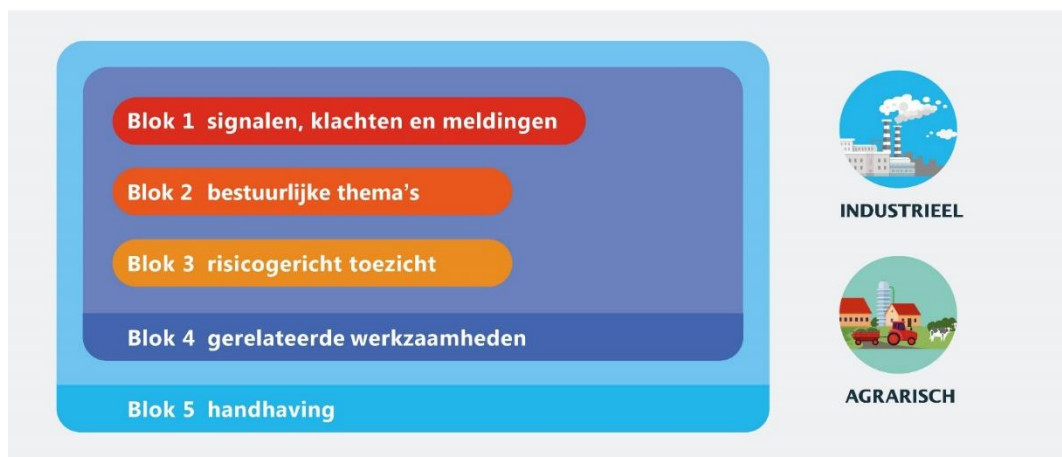 Blok 1 signalen, klachten en meldingen
Blok 2 bestuurlijke thema's
Blok 3 risicogericht toezicht
Blok 4 gerelateerde werkzaamheden
Blok 5 handhaving
INDUSTRIEEL
AGRARISCH